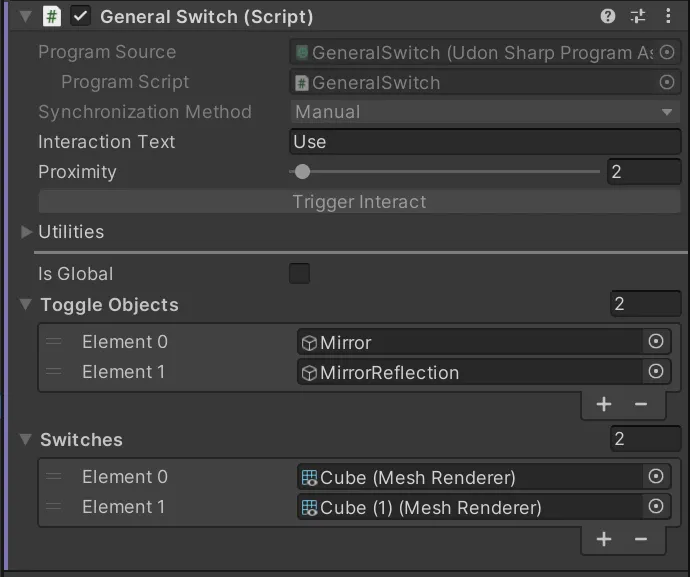 General Switch (Script)
Program Source GeneralSwitch (Udon Sharp Program As
Program Script GeneralSwitch
Synchronization Method Manual
Interaction Text Use
Proximity 2
Trigger Interact
Utilities
Is Global
Toggle Objects 2
Element 0 Mirror
Element 1 MirrorReflection
+ −
Switches 2
Element 0 Cube (Mesh Renderer)
Element 1 Cube (1) (Mesh Renderer)
+ −